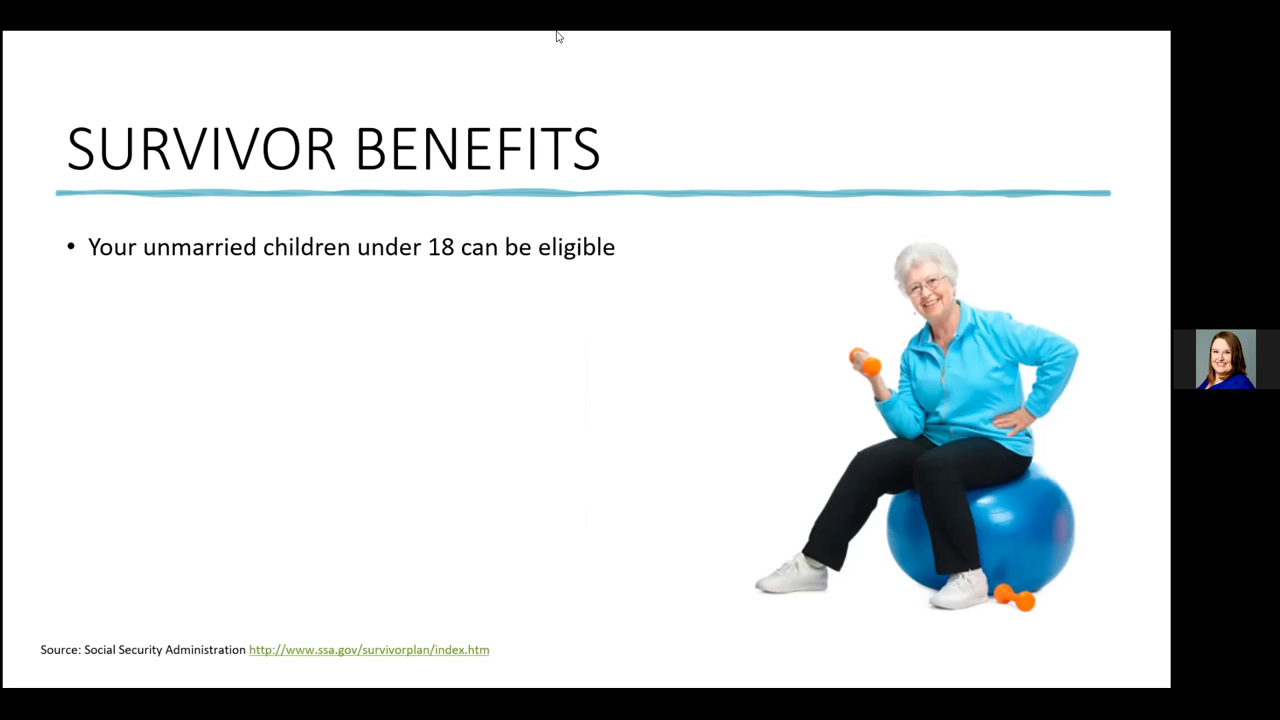 SURVIVOR BENEFITS
• Your unmarried children under 18 can be eligible
Source: Social Security Administration http://www.ssa.gov/survivorplan/index.htm